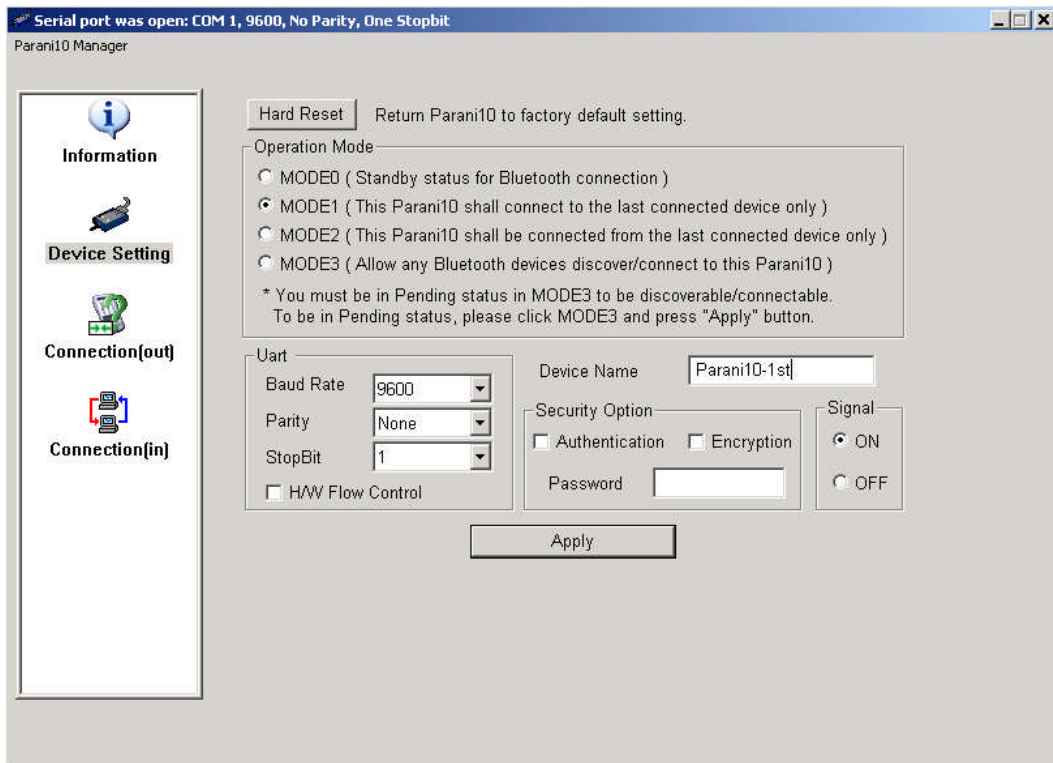 Serial port was open: COM 1, 9600, No Parity, One Stopbit
Parani10 Manager
Information
Device Setting
Connection(out)
Connection(in)
Hard Reset Return Parani10 to factory default setting.
Operation Mode
MODE0 ( Standby status for Bluetooth connection )
MODE1 ( This Parani10 shall connect to the last connected device only )
MODE2 ( This Parani10 shall be connected from the last connected device only )
MODE3 ( Allow any Bluetooth devices discover/connect to this Parani10 )
* You must be in Pending status in MODE3 to be discoverable/connectable.
To be in Pending status, please click MODE3 and press "Apply" button.
Uart
Baud Rate 9600
Parity None
StopBit 1
H/W Flow Control
Device Name Parani10-1st
Security Option
Authentication Encryption
Password
Signal
ON
OFF
Apply